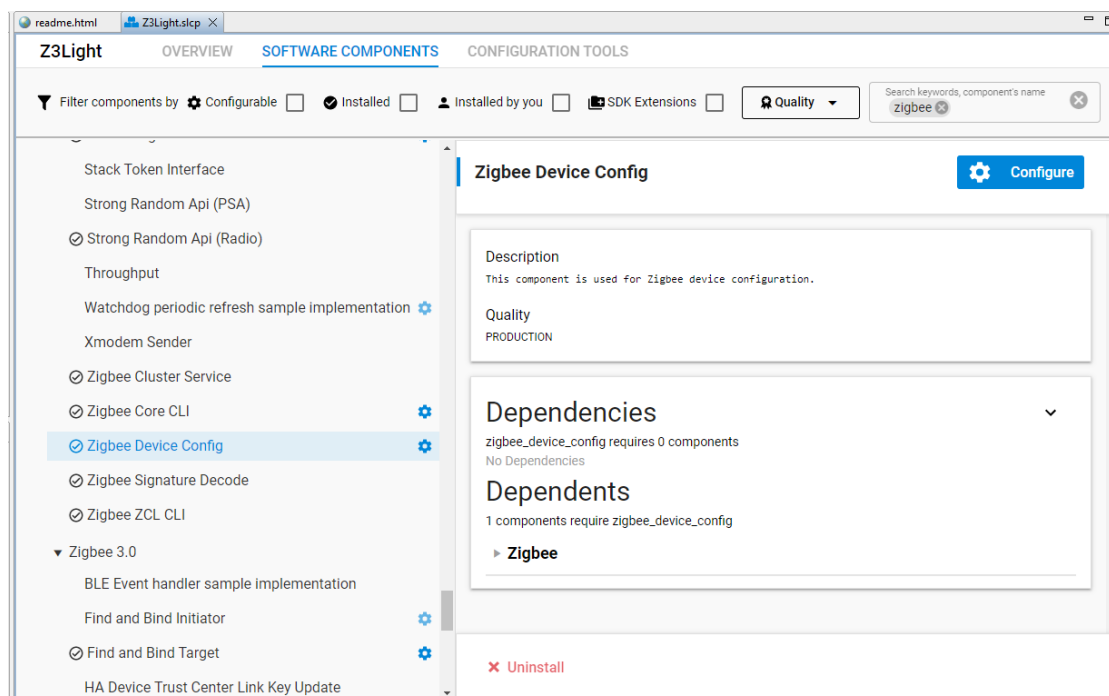 readme.html
Z3Light.slcp
Z3Light OVERVIEW SOFTWARE COMPONENTS CONFIGURATION TOOLS
Filter components by Configurable Installed Installed by you SDK Extensions Quality
Search keywords, component's name
zigbee
Stack Token Interface
Strong Random Api (PSA)
Strong Random Api (Radio)
Throughput
Watchdog periodic refresh sample implementation
Xmodem Sender
Zigbee Cluster Service
Zigbee Core CLI
Zigbee Device Config
Zigbee Signature Decode
Zigbee ZCL CLI
Zigbee 3.0
BLE Event handler sample implementation
Find and Bind Initiator
Find and Bind Target
HA Device Trust Center Link Key Update
Zigbee Device Config
Configure
Description
This component is used for Zigbee device configuration.
Quality
PRODUCTION
Dependencies
zigbee_device_config requires 0 components
No Dependencies
Dependents
1 components require zigbee_device_config
Zigbee
Uninstall